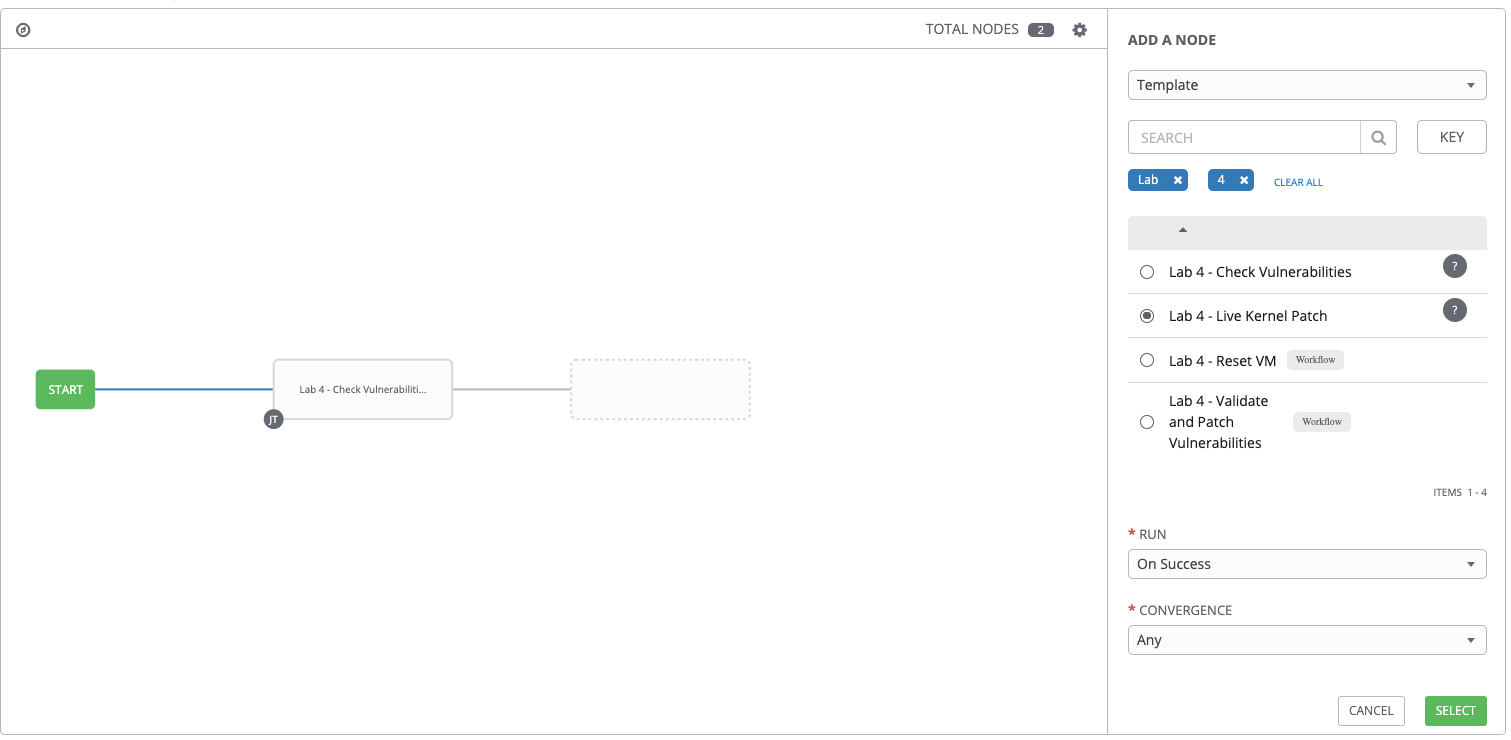 TOTAL NODES 2
START
Lab 4 - Check Vulnerabiliti...
JT
ADD A NODE
Template
SEARCH
KEY
Lab ✖ 4 ✖ CLEAR ALL
Lab 4 - Check Vulnerabilities ?
Lab 4 - Live Kernel Patch ?
Lab 4 - Reset VM Workflow
Lab 4 - Validate
and Patch Workflow
Vulnerabilities
ITEMS 1 - 4
* RUN
On Success
* CONVERGENCE
Any
CANCEL SELECT